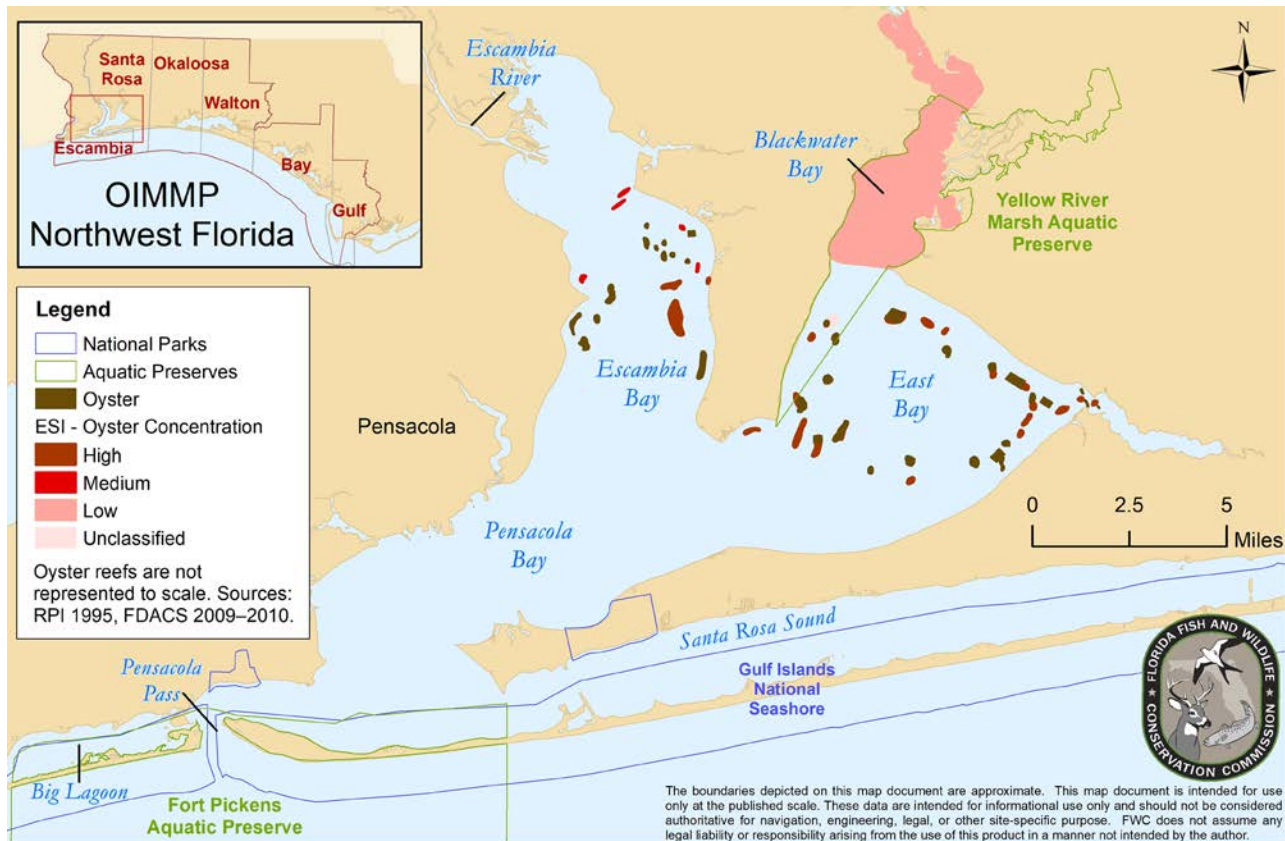 Santa
Rosa
Okaloosa
Walton
Escambia
Bay
Gulf
OIMMP
Northwest Florida
Escambia
River
Blackwater
Bay
N
Yellow River
Marsh Aquatic
Preserve
Legend
National Parks
Aquatic Preserves
Oyster
ESI - Oyster Concentration
High
Medium
Low
Unclassified
Oyster reefs are not
represented to scale. Sources:
RPI 1995, FDACS 2009–2010.
Escambia
Bay
East
Bay
Pensacola
0 2.5 5
Miles
Pensacola
Bay
Santa Rosa Sound
Gulf Islands
National
Seashore
Pensacola
Pass
Big Lagoon
Fort Pickens
Aquatic Preserve
FLORIDA FISH AND WILDLIFE
CONSERVATION COMMISSION
The boundaries depicted on this map document are approximate. This map document is intended for use
only at the published scale. These data are intended for informational use only and should not be considered
authoritative for navigation, engineering, legal, or other site-specific purpose. FWC does not assume any
legal liability or responsibility arising from the use of this product in a manner not intended by the author.